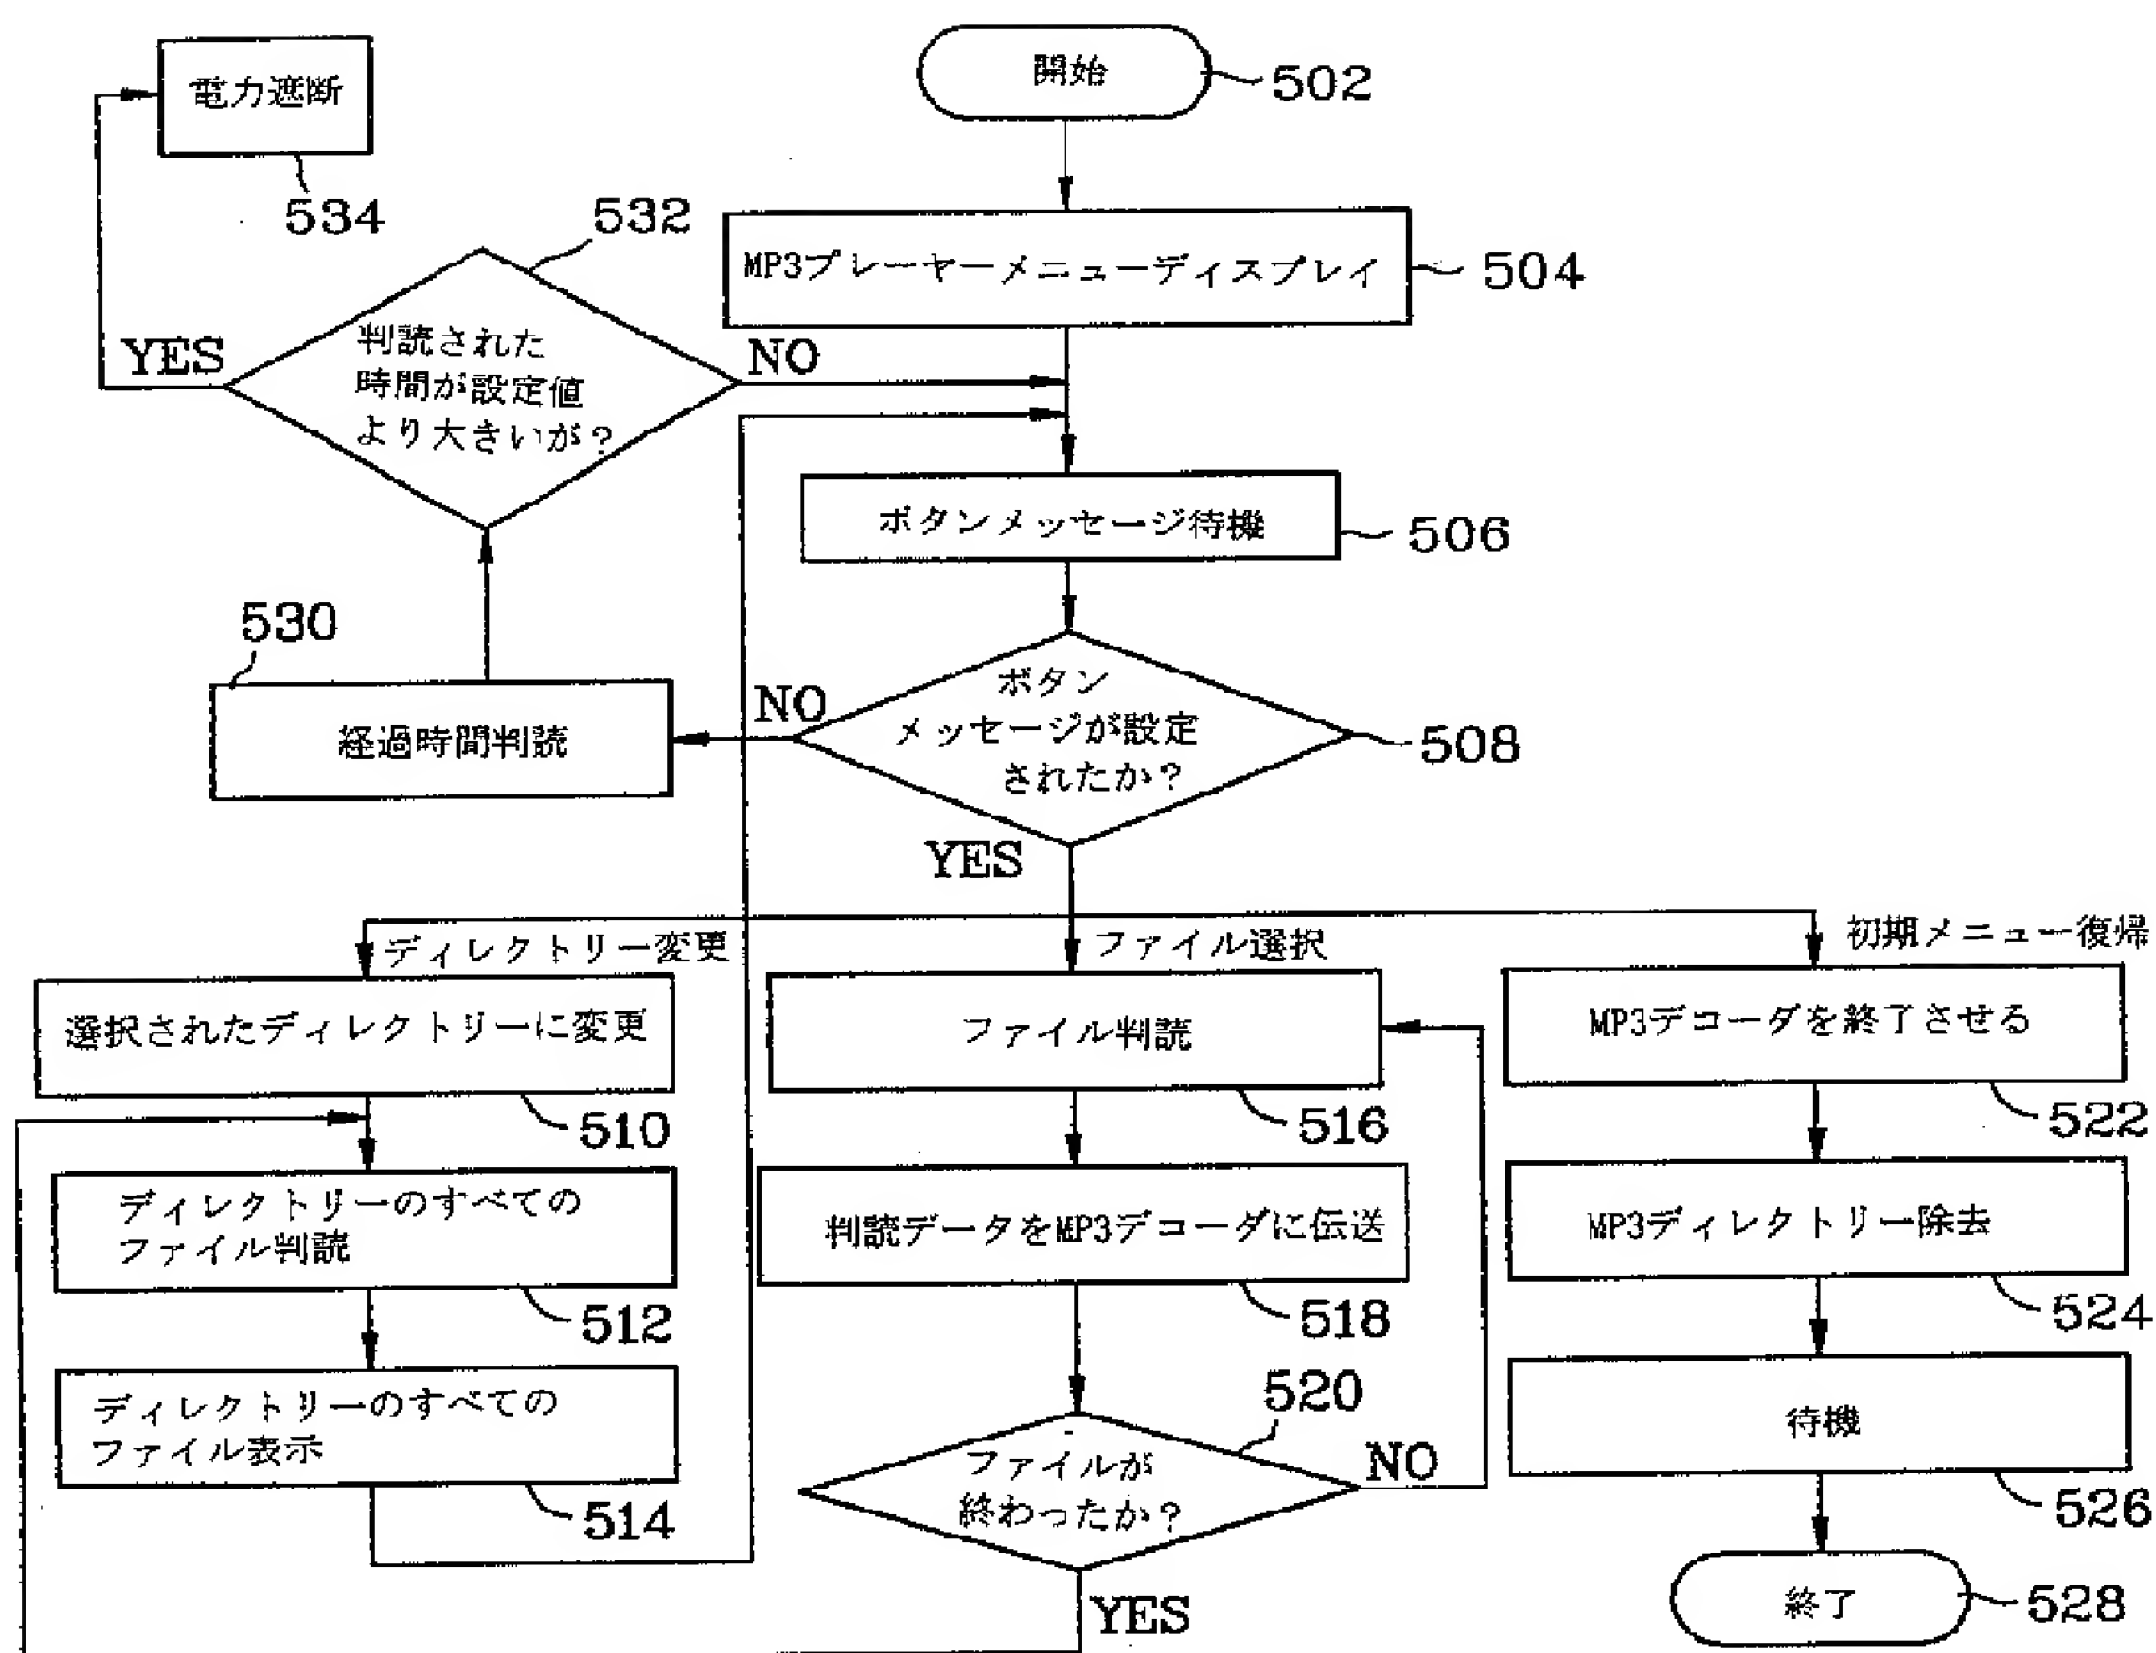 開始
502
電力遮断
534
MP3プレーヤーメニューディスプレイ
504
532
判読された
時間が設定値
より大きいが？
YES
NO
ボタンメッセージ待機
506
530
経過時間判読
NO
ボタン
メッセージが設定
されたか？
508
YES
ディレクトリー変更
ファイル選択
初期メニュー復帰
選択されたディレクトリーに変更
510
ファイル判読
516
MP3デコーダを終了させる
522
ディレクトリーのすべての
ファイル判読
512
判読データをMP3デコーダに伝送
518
MP3ディレクトリー除去
524
ディレクトリーのすべての
ファイル表示
514
520
ファイルが
終わったか？
NO
YES
待機
526
終了
528